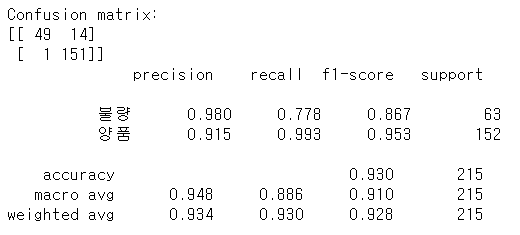 Confusion matrix:
[[ 49  14]
 [  1 151]]
              precision    recall  f1-score   support

          불량      0.980     0.778     0.867        63
          양품      0.915     0.993     0.953       152

    accuracy                          0.930       215
   macro avg      0.948     0.886     0.910       215
weighted avg      0.934     0.930     0.928       215